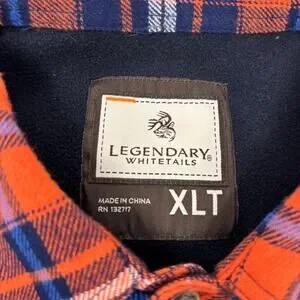 LEGENDARY®
WHITETAILS
MADE IN CHINA
RN 132717
XLT